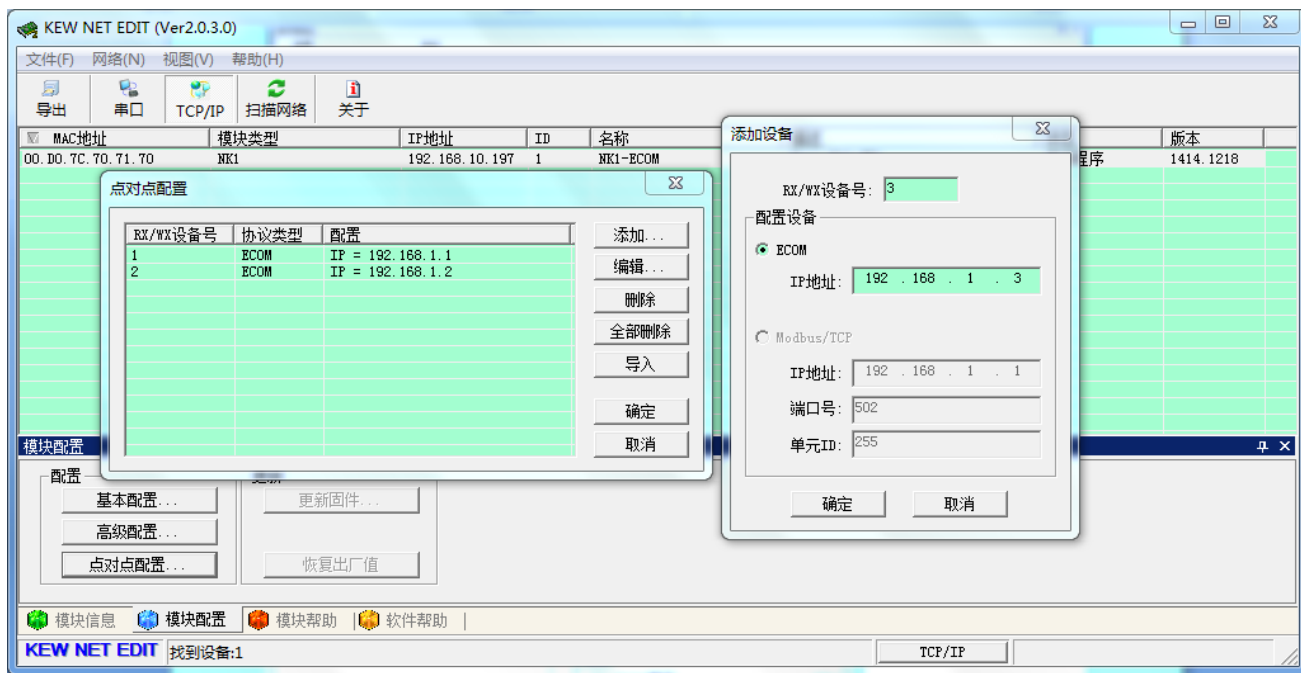 KEW NET EDIT (Ver2.0.3.0)
文件(F) 网络(N) 视图(V) 帮助(H)
导出 串口 TCP/IP 扫描网络 关于
MAC地址 模块类型 IP地址 ID 名称 版本
00.D0.7C.70.71.70 NK1 192.168.10.197 1 NK1-ECOM 程序 1414.1218
点对点配置
RX/WX设备号 协议类型 配置
1 ECOM IP = 192.168.1.1
2 ECOM IP = 192.168.1.2
添加...
编辑...
删除
全部删除
导入
确定
取消
添加设备
RX/WX设备号: 3
配置设备
ECOM
IP地址: 192 . 168 . 1 . 3
Modbus/TCP
IP地址: 192 . 168 . 1 . 1
端口号: 502
单元ID: 255
确定 取消
模块配置
配置
基本配置... 更新固件...
高级配置...
点对点配置... 恢复出厂值
模块信息 模块配置 模块帮助 软件帮助
KEW NET EDIT 找到设备:1 TCP/IP